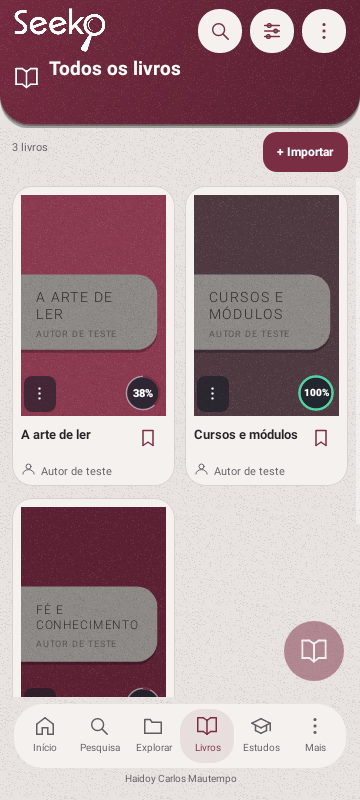 Seeko
Todos os livros
3 livros
+ Importar
A ARTE DE
LER
AUTOR DE TESTE
38%
CURSOS E
MÓDULOS
AUTOR DE TESTE
100%
A arte de ler
Autor de teste
Cursos e módulos
Autor de teste
FÉ E
CONHECIMENTO
AUTOR DE TESTE
Início
Pesquisa
Explorar
Livros
Estudos
Mais
Haidoy Carlos Mautempo